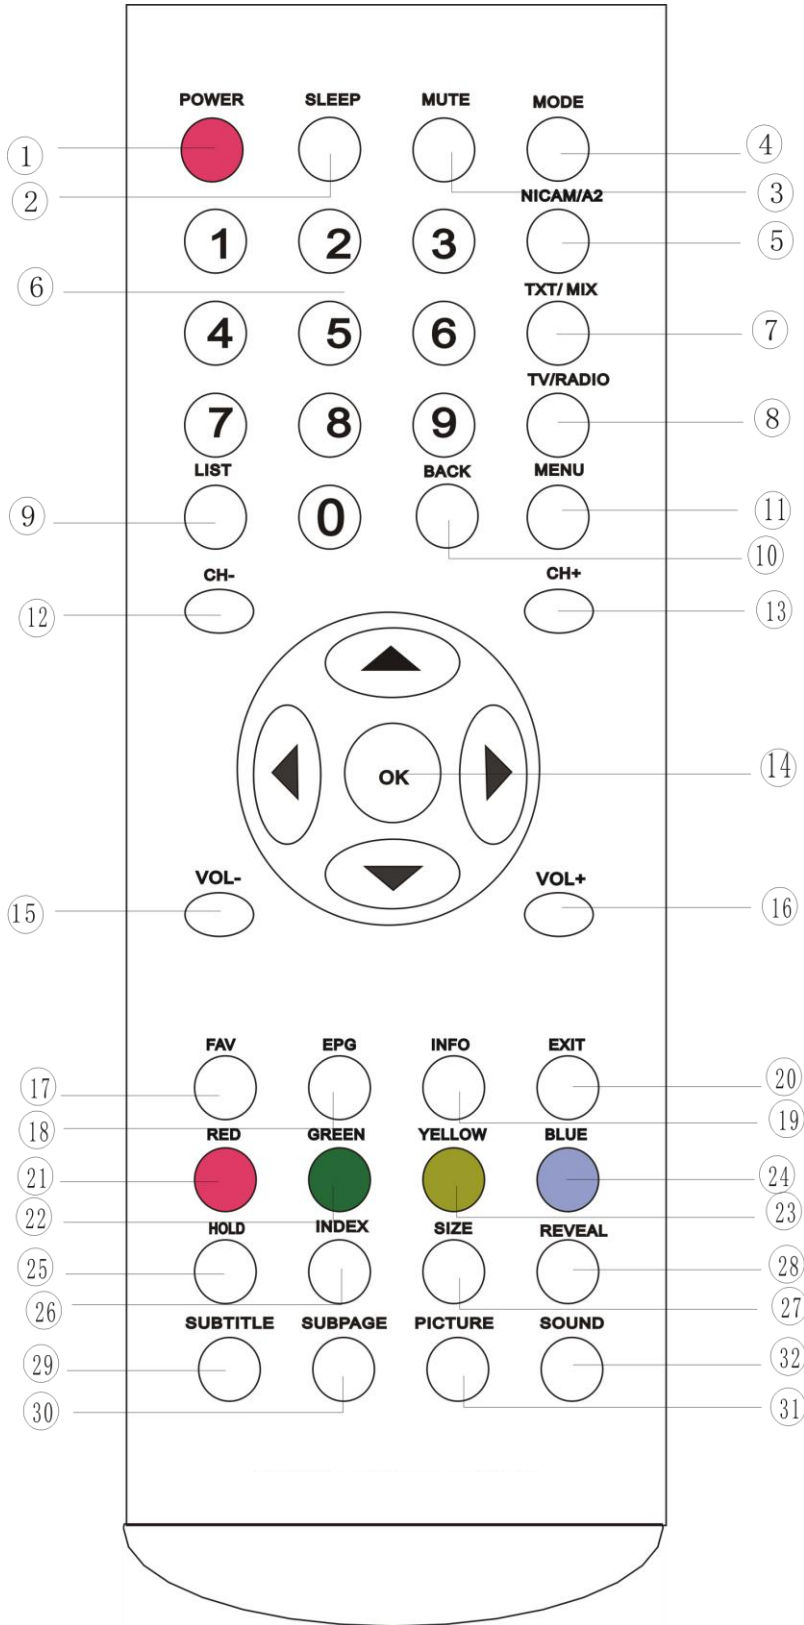 POWER SLEEP MUTE MODE
① ④
② ③
NICAM/A2
1 2 3 ⑤
⑥
TXT/ MIX
4 5 6 ⑦
TV/RADIO
7 8 9 ⑧
LIST BACK MENU
⑨ 0 ⑪
⑩
CH- CH+
⑫ ⑬
OK ⑭
VOL- VOL+
⑮ ⑯
FAV EPG INFO EXIT
⑰ ⑳
⑱ ⑲
RED GREEN YELLOW BLUE
㉑ ㉔
㉒ ㉓
HOLD INDEX SIZE REVEAL
㉕ ㉘
㉖ ㉗
SUBTITLE SUBPAGE PICTURE SOUND
㉙ ㉜
㉚ ㉛